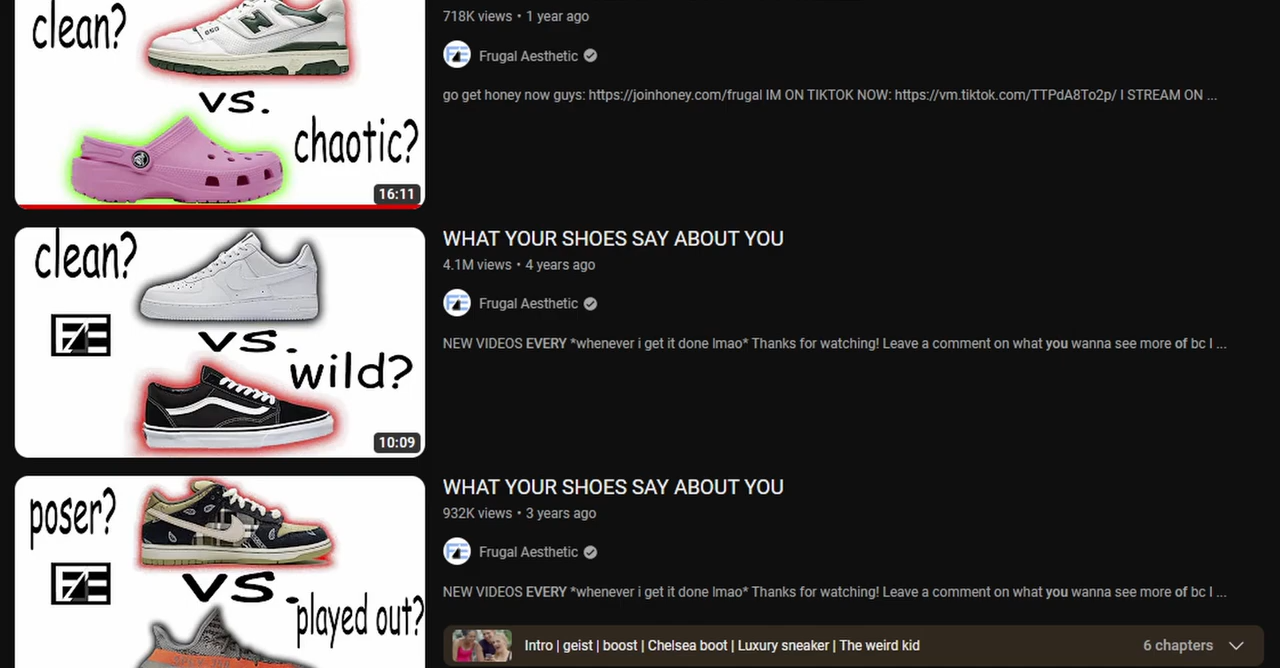 clean?
vs.
chaotic?
16:11
718K views • 1 year ago
Frugal Aesthetic
go get honey now guys: https://joinhoney.com/frugal IM ON TIKTOK NOW: https://vm.tiktok.com/TTPdA8To2p/ I STREAM ON ...
clean?
vs.
wild?
10:09
WHAT YOUR SHOES SAY ABOUT YOU
4.1M views • 4 years ago
Frugal Aesthetic
NEW VIDEOS EVERY *whenever i get it done lmao* Thanks for watching! Leave a comment on what you wanna see more of bc I ...
poser?
vs.
played out?
WHAT YOUR SHOES SAY ABOUT YOU
932K views • 3 years ago
Frugal Aesthetic
NEW VIDEOS EVERY *whenever i get it done lmao* Thanks for watching! Leave a comment on what you wanna see more of bc I ...
Intro | geist | boost | Chelsea boot | Luxury sneaker | The weird kid
6 chapters